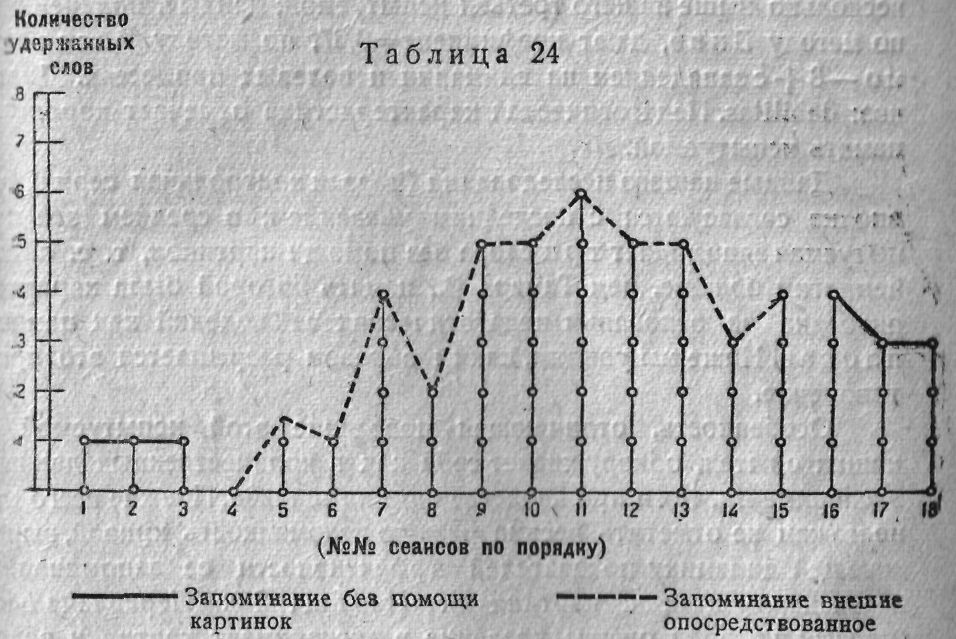 Количество
удержанных
слов
Таблица 24
8
7
6
5
4
3
2
1 2 3 4 5 6 7 8 9 10 11 12 13 14 15 16 17 18
(№№ сеансов по порядку)
Запоминание без помощи
картинок
Запоминание внешне
опосредствованное